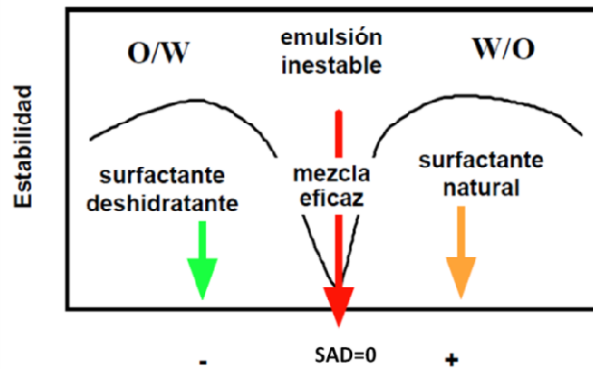 O/W
emulsión
inestable
W/O
Estabilidad
surfactante
deshidratante
mezcla
eficaz
surfactante
natural
-
SAD=0
+